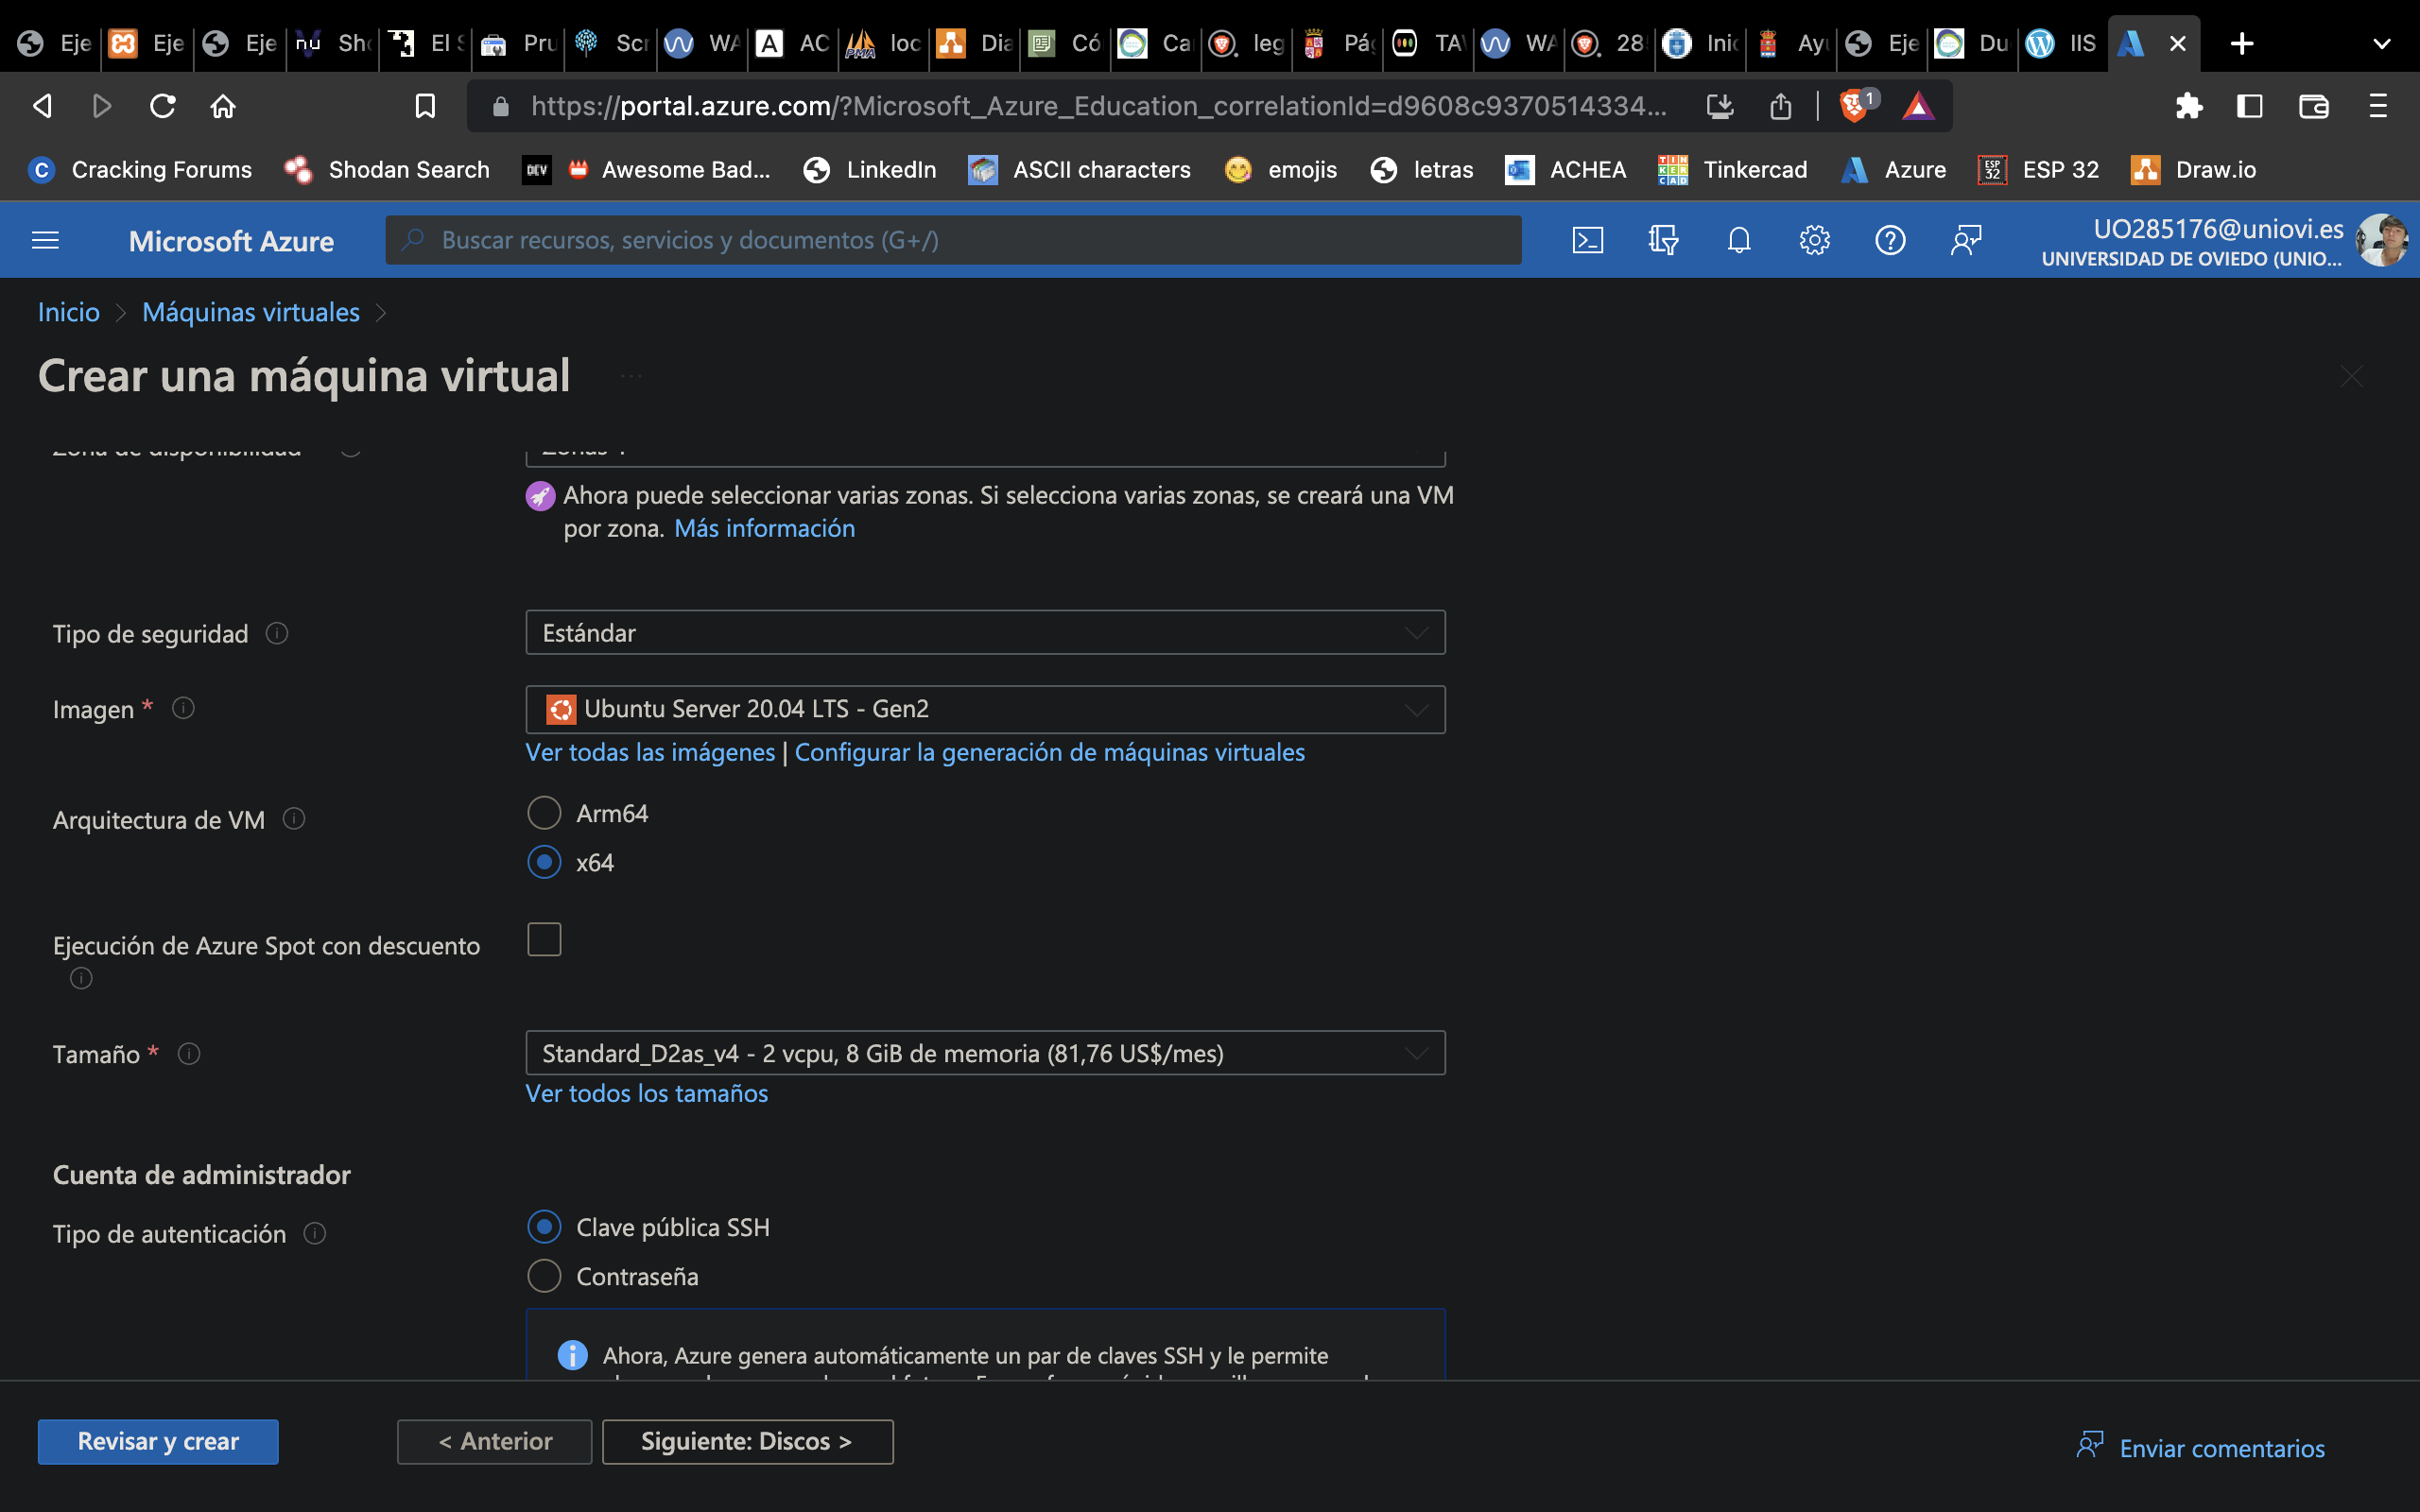 Eje
Eje
Eje
Sho
El S
Pru
Scr
WA
AC
loc
Dia
Có
Ca
leg
Pá
TA
WA
28
Inic
Ayu
Eje
Du
IIS
https://portal.azure.com/?Microsoft_Azure_Education_correlationId=d9608c9370514334...
1
Cracking Forums
Shodan Search
Awesome Bad...
LinkedIn
ASCII characters
emojis
letras
ACHEA
Tinkercad
Azure
ESP 32
Draw.io
Microsoft Azure
Buscar recursos, servicios y documentos (G+/)
UO285176@uniovi.es
UNIVERSIDAD DE OVIEDO (UNIO...
Inicio > Máquinas virtuales >
Crear una máquina virtual ...
Zona de disponibilidad
Zonas 1
Ahora puede seleccionar varias zonas. Si selecciona varias zonas, se creará una VM
por zona. Más información
Tipo de seguridad
Estándar
Imagen *
Ubuntu Server 20.04 LTS - Gen2
Ver todas las imágenes | Configurar la generación de máquinas virtuales
Arquitectura de VM
Arm64
x64
Ejecución de Azure Spot con descuento
Tamaño *
Standard_D2as_v4 - 2 vcpu, 8 GiB de memoria (81,76 US$/mes)
Ver todos los tamaños
Cuenta de administrador
Tipo de autenticación
Clave pública SSH
Contraseña
Ahora, Azure genera automáticamente un par de claves SSH y le permite
Revisar y crear
< Anterior
Siguiente: Discos >
Enviar comentarios